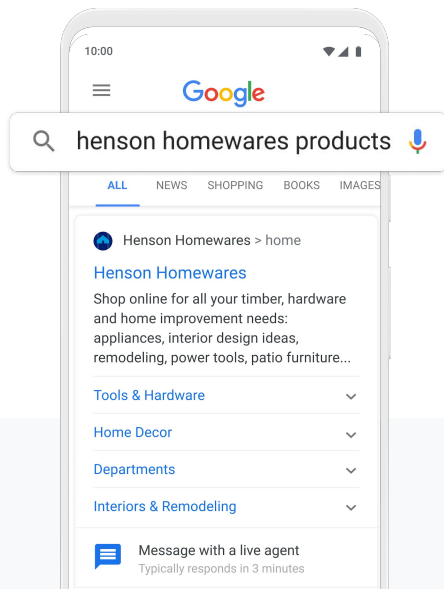 10:00
Google
henson homewares products
ALL NEWS SHOPPING BOOKS IMAGES
Henson Homewares > home
Henson Homewares
Shop online for all your timber, hardware
and home improvement needs:
appliances, interior design ideas,
remodeling, power tools, patio furniture...
Tools & Hardware
Home Decor
Departments
Interiors & Remodeling
Message with a live agent
Typically responds in 3 minutes